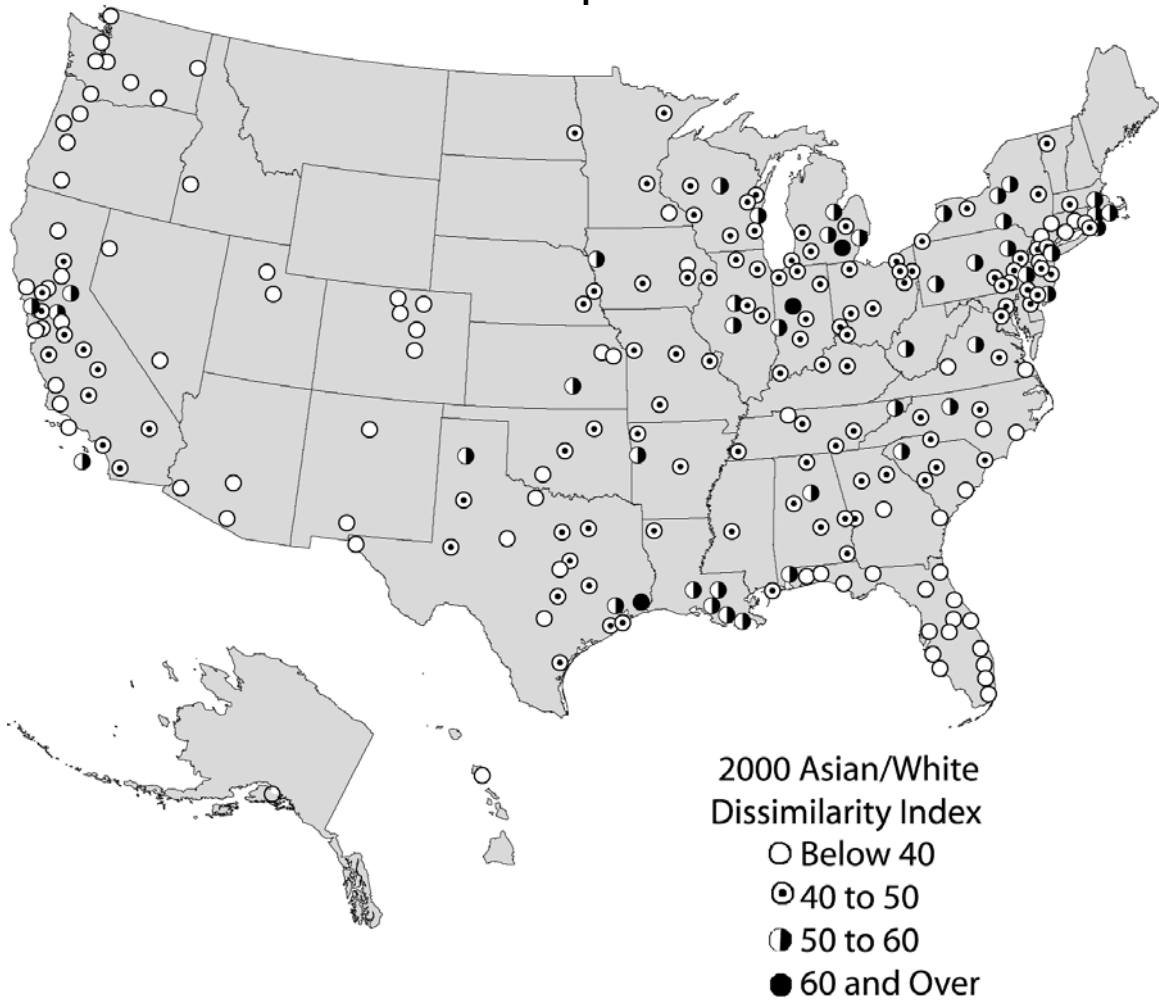 2000 Asian/White
Dissimilarity Index
Below 40
40 to 50
50 to 60
60 and Over